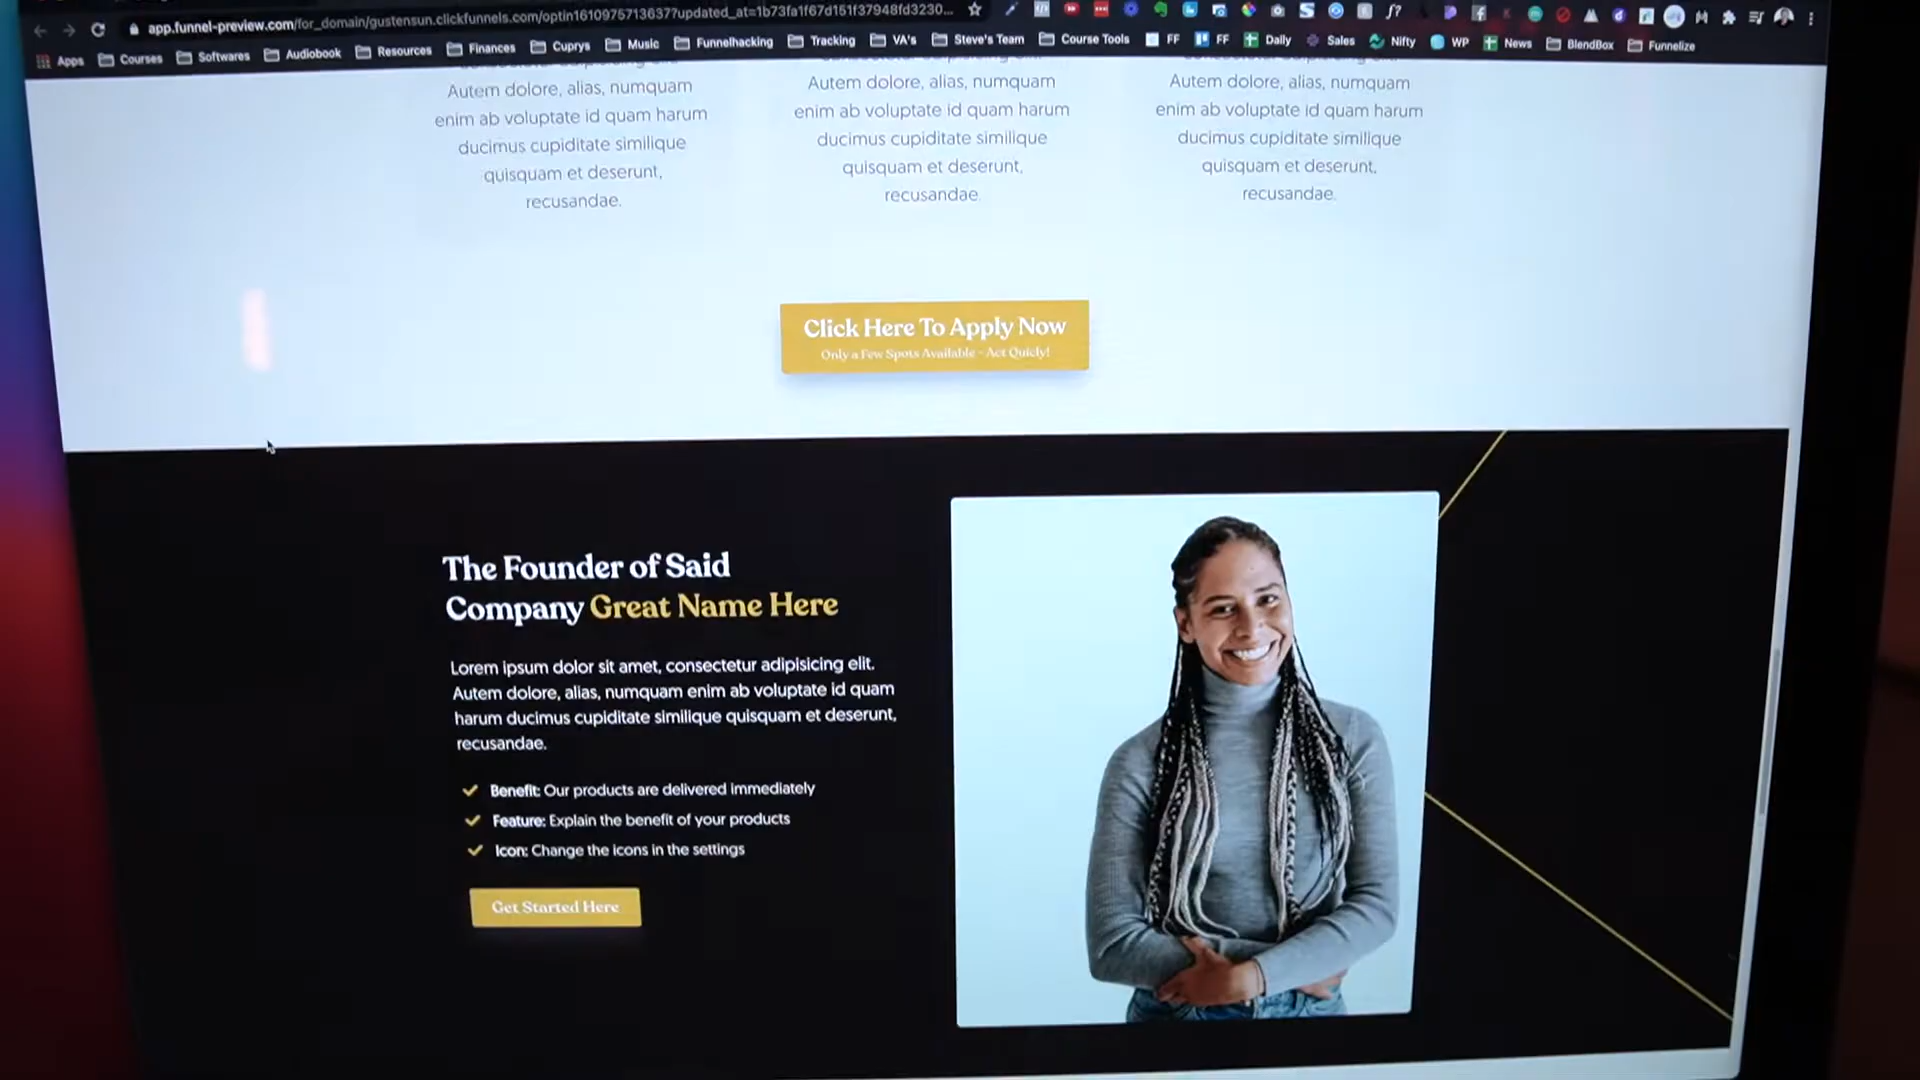 app.funnel-preview.com/for_domain/gustensun.clickfunnels.com/optin1610975713637?updated_at=1b73fa1f67d151f37948fd3230...
Apps Courses Softwares Audiobook Resources Finances Cuprys Music Funnelhacking Tracking VA's Steve's Team Course Tools FF FF Daily Sales Nifty WP News BlendBox Funnelize
Autem dolore, alias, numquam
enim ab voluptate id quam harum
ducimus cupiditate similique
quisquam et deserunt,
recusandae.
Autem dolore, alias, numquam
enim ab voluptate id quam harum
ducimus cupiditate similique
quisquam et deserunt,
recusandae.
Autem dolore, alias, numquam
enim ab voluptate id quam harum
ducimus cupiditate similique
quisquam et deserunt,
recusandae.
Click Here To Apply Now
Only a Few Spots Available - Act Quicly!
The Founder of Said
Company Great Name Here
Lorem ipsum dolor sit amet, consectetur adipisicing elit.
Autem dolore, alias, numquam enim ab voluptate id quam
harum ducimus cupiditate similique quisquam et deserunt,
recusandae.
Benefit: Our products are delivered immediately
Feature: Explain the benefit of your products
Icon: Change the icons in the settings
Get Started Here